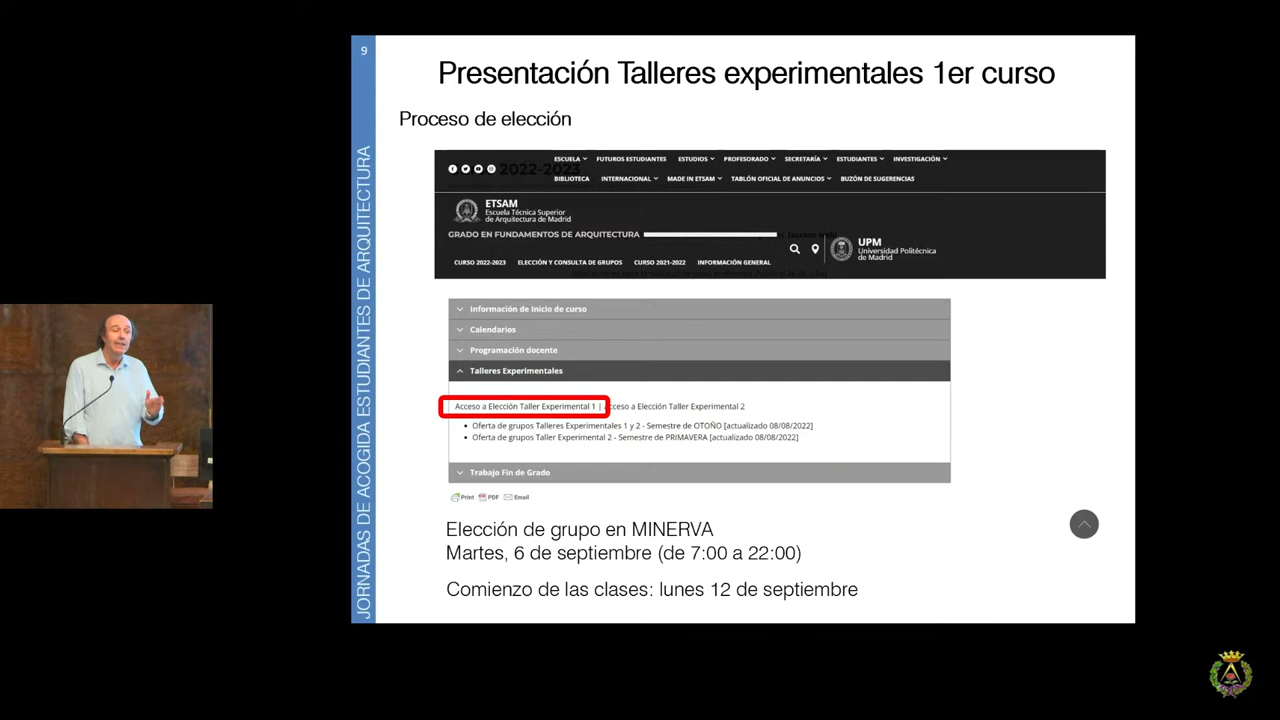 9
Presentación Talleres experimentales 1er curso
Proceso de elección
JORNADAS DE ACOGIDA ESTUDIANTES DE ARQUITECTURA
ESCUELA FUTUROS ESTUDIANTES ESTUDIOS PROFESORADO SECRETARÍA ESTUDIANTES INVESTIGACIÓN
2022-2023
BIBLIOTECA INTERNACIONAL MADE IN ETSAM TABLÓN OFICIAL DE ANUNCIOS BUZÓN DE SUGERENCIAS
ETSAM
Escuela Técnica Superior
de Arquitectura de Madrid
GRADO EN FUNDAMENTOS DE ARQUITECTURA
UPM
Universidad Politécnica
de Madrid
CURSO 2022-2023 ELECCIÓN Y CONSULTA DE GRUPOS CURSO 2021-2022 INFORMACIÓN GENERAL
Información de Inicio de curso
Calendarios
Programación docente
Talleres Experimentales
Acceso a Elección Taller Experimental 1 | Acceso a Elección Taller Experimental 2
• Oferta de grupos Talleres Experimentales 1 y 2 - Semestre de OTOÑO [actualizado 08/08/2022]
• Oferta de grupos Taller Experimental 2 - Semestre de PRIMAVERA [actualizado 08/08/2022]
Trabajo Fin de Grado
Print PDF Email
Elección de grupo en MINERVA
Martes, 6 de septiembre (de 7:00 a 22:00)
Comienzo de las clases: lunes 12 de septiembre